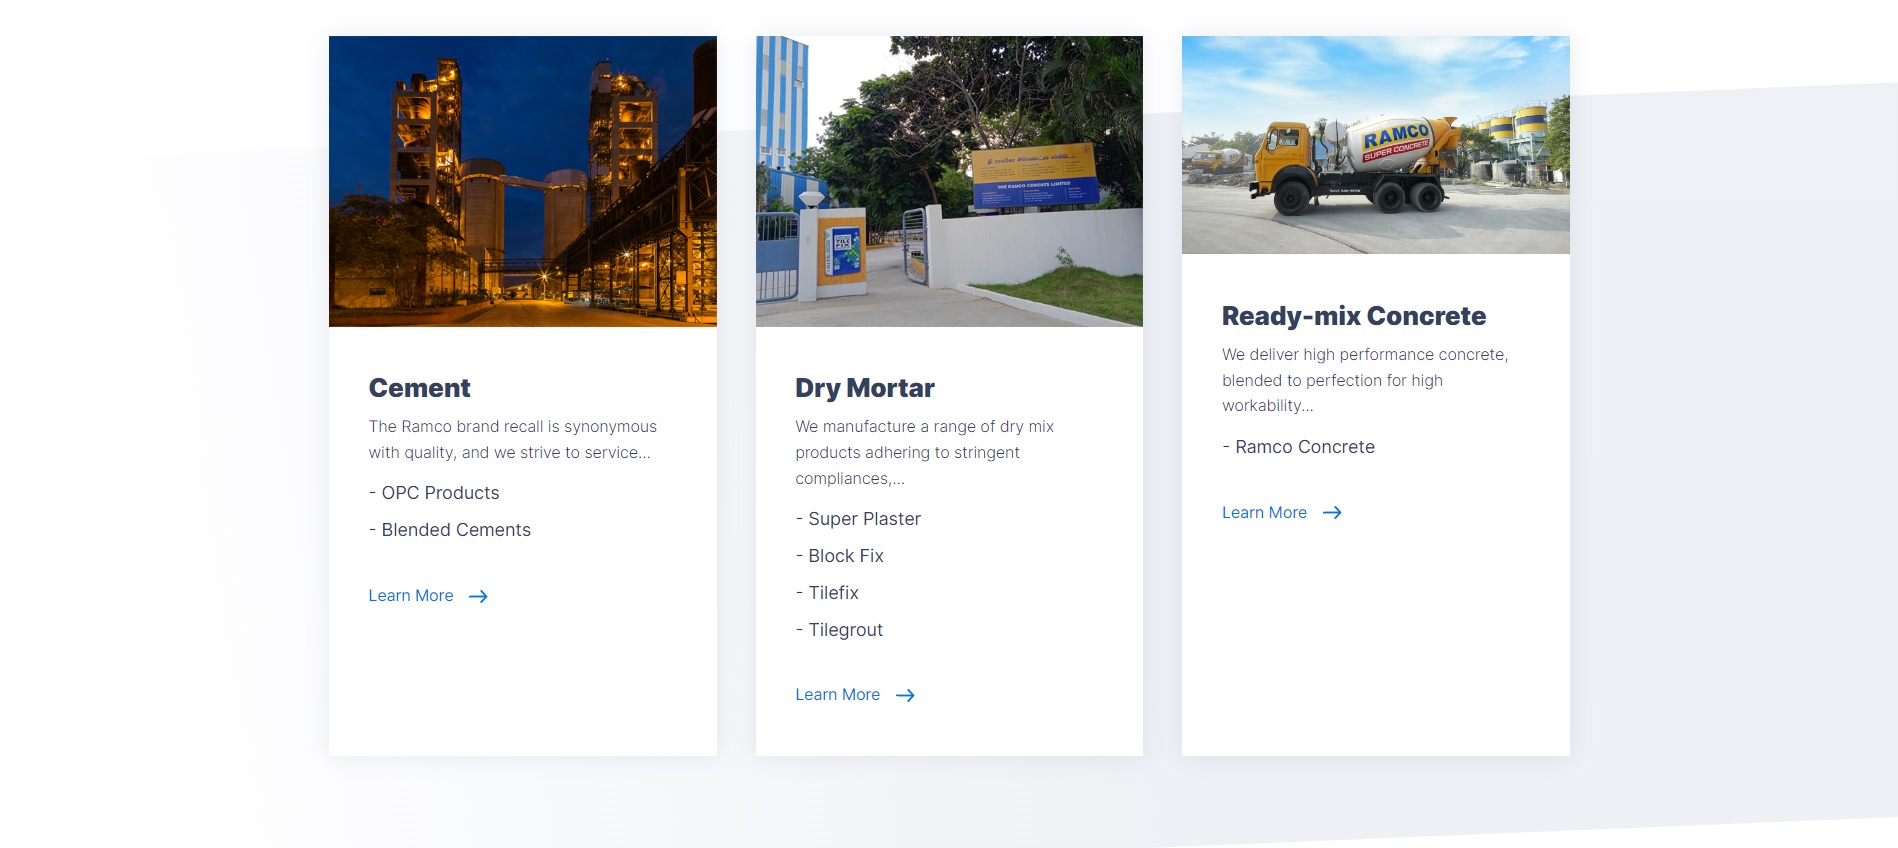 தி ராம்கோ சிமெண்ட்ஸ் லிமிடெட்
THE RAMCO CEMENTS LIMITED
TILE
FIX
RAMCO
SUPER CONCRETE
Cement
The Ramco brand recall is synonymous
with quality, and we strive to service...
- OPC Products
- Blended Cements
Learn More →
Dry Mortar
We manufacture a range of dry mix
products adhering to stringent
compliances,...
- Super Plaster
- Block Fix
- Tilefix
- Tilegrout
Learn More →
Ready-mix Concrete
We deliver high performance concrete,
blended to perfection for high
workability...
- Ramco Concrete
Learn More →